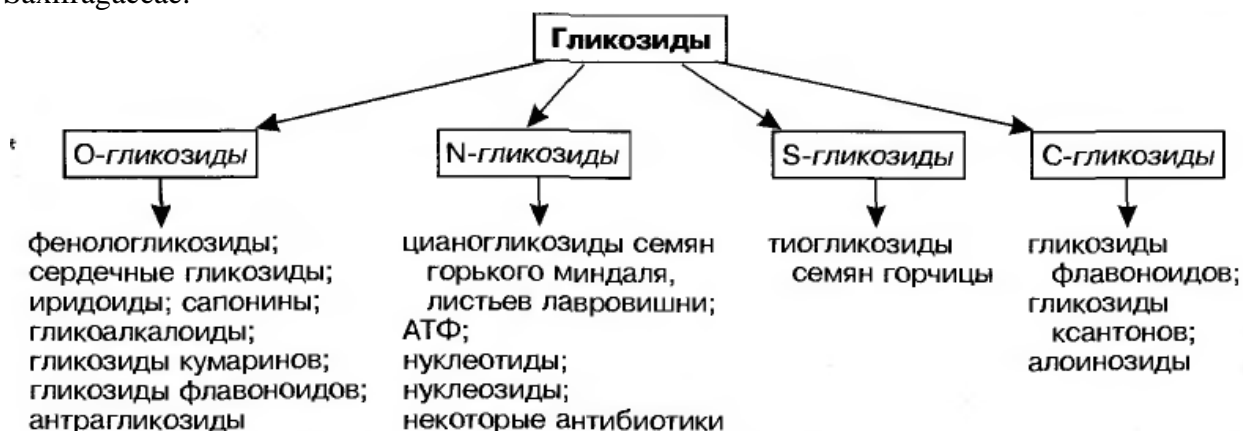 Гликозиды
O-гликозиды
N-гликозиды
S-гликозиды
C-гликозиды
фенологликозиды;
сердечные гликозиды;
иридоиды; сапонины;
гликоалкалоиды;
гликозиды кумаринов;
гликозиды флавоноидов;
антрагликозиды
цианогликозиды семян
горького миндаля,
листьев лавровишни;
АТФ;
нуклеотиды;
нуклеозиды;
некоторые антибиотики
тиогликозиды
семян горчицы
гликозиды
флавоноидов;
гликозиды
ксантонов;
алоинозиды